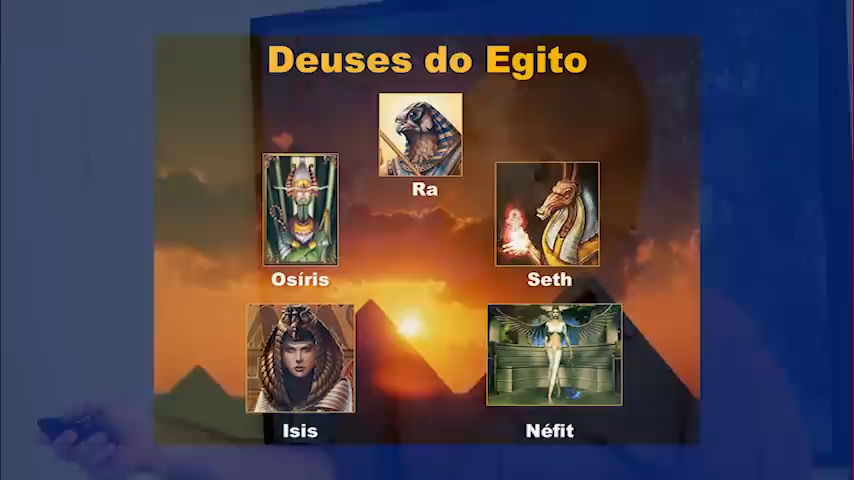 Deuses do Egito
Ra
Osíris
Seth
Isis
Néfit